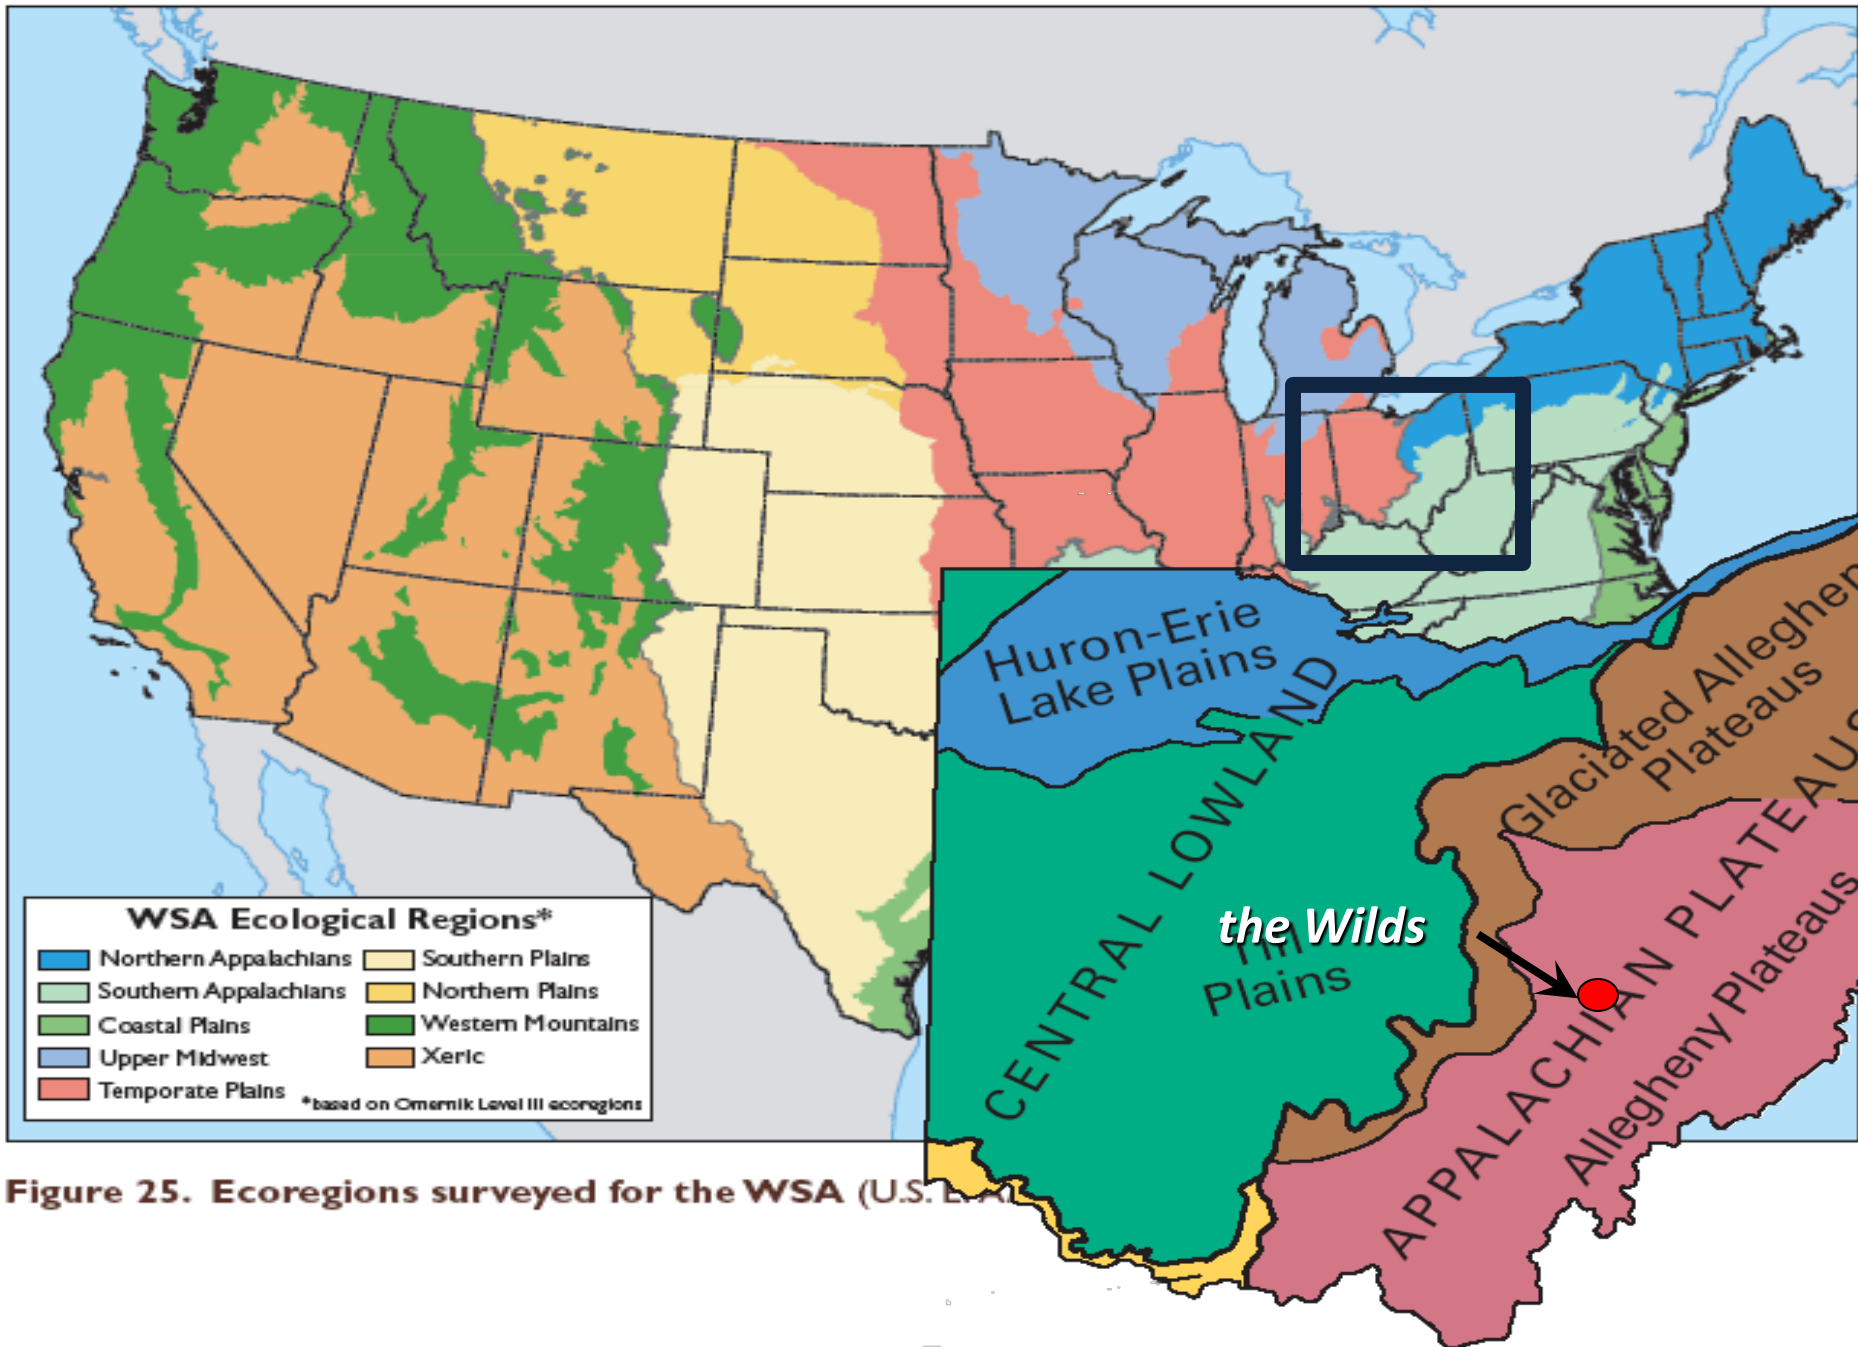 WSA Ecological Regions*
Northern Appalachians
Southern Appalachians
Coastal Plains
Upper Midwest
Temporate Plains
Southern Plains
Northern Plains
Western Mountains
Xeric
*based on Omernik Level III ecoregions
Figure 25. Ecoregions surveyed for the WSA (U.S.
Huron-Erie
Lake Plains
CENTRAL LOWLAND
the Wilds
Till
Plains
Glaciated Alleghen
Plateaus
APPALACHIAN PLATEAUS
Allegheny Plateaus